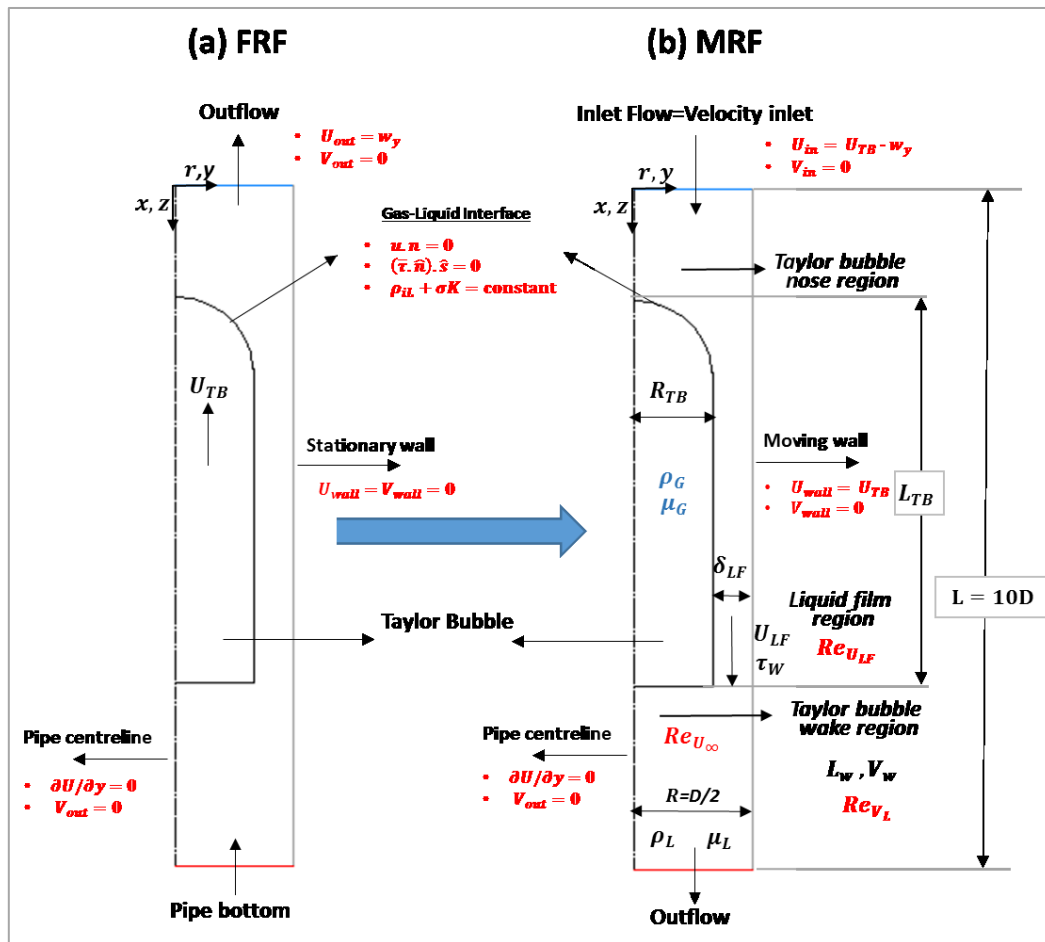 (a) FRF
Outflow
• U_out = w_y
• V_out = 0
r,y
x, z
Gas-Liquid Interface
• u. n = 0
• (τ̿. n̂). ŝ = 0
• ρ_iL + σK = constant
U_TB
Stationary wall
U_wall = V_wall = 0
Taylor Bubble
Pipe centreline
• ∂U/∂y = 0
• V_out = 0
Pipe bottom
(b) MRF
Inlet Flow=Velocity inlet
• U_in = U_TB - w_y
• V_in = 0
r, y
x, z
Taylor bubble
nose region
R_TB
ρ_G
μ_G
Moving wall
• U_wall = U_TB
• V_wall = 0
L_TB
δ_LF
L = 10D
Liquid film
region
Re_U_LF
U_LF
τ_W
Taylor bubble
wake region
Re_U_∞
L_w , V_w
Re_V_L
Pipe centreline
• ∂U/∂y = 0
• V_out = 0
R=D/2
ρ_L μ_L
Outflow